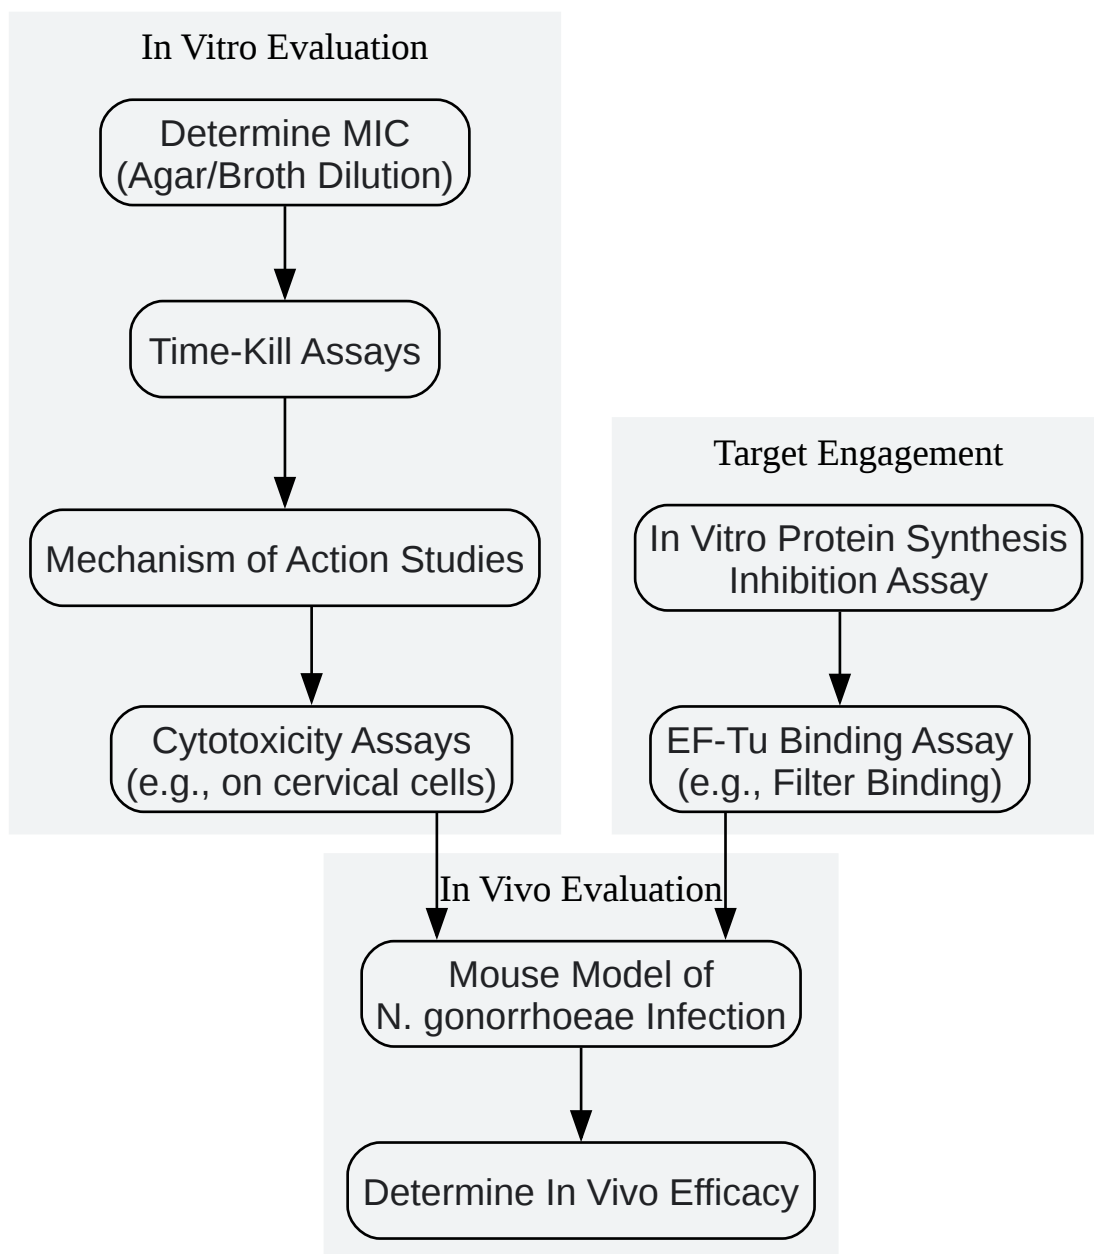 In Vitro Evaluation
Determine MIC
(Agar/Broth Dilution)
Time-Kill Assays
Mechanism of Action Studies
Cytotoxicity Assays
(e.g., on cervical cells)
Target Engagement
In Vitro Protein Synthesis
Inhibition Assay
EF-Tu Binding Assay
(e.g., Filter Binding)
In Vivo Evaluation
Mouse Model of
N. gonorrhoeae Infection
Determine In Vivo Efficacy